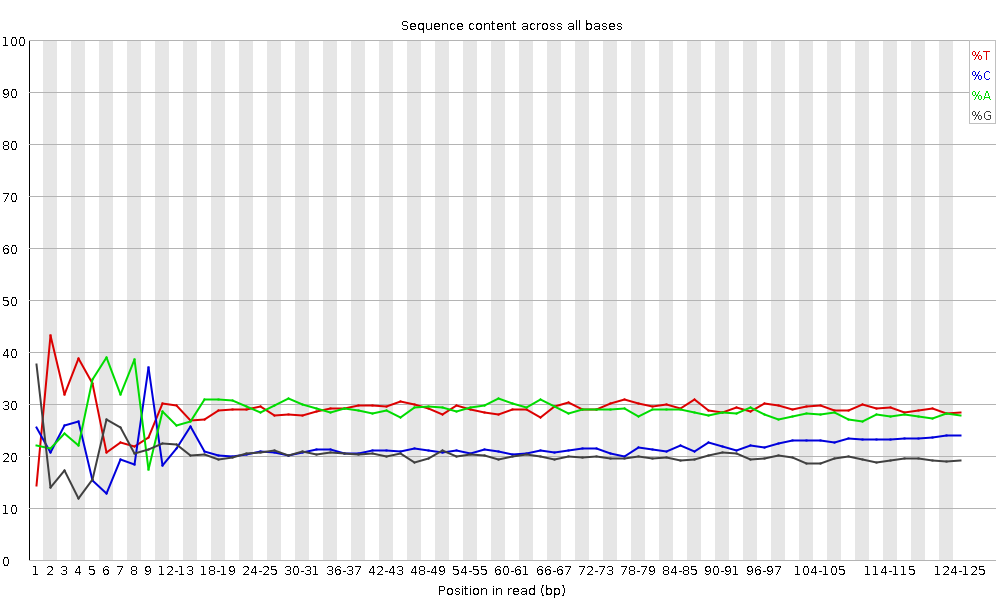 Sequence content across all bases
100
90
80
70
60
50
40
30
20
10
0
%T
%C
%A
%G
1 2 3 4 5 6 7 8 9 12-13 18-19 24-25 30-31 36-37 42-43 48-49 54-55 60-61 66-67 72-73 78-79 84-85 90-91 96-97 104-105 114-115 124-125
Position in read (bp)